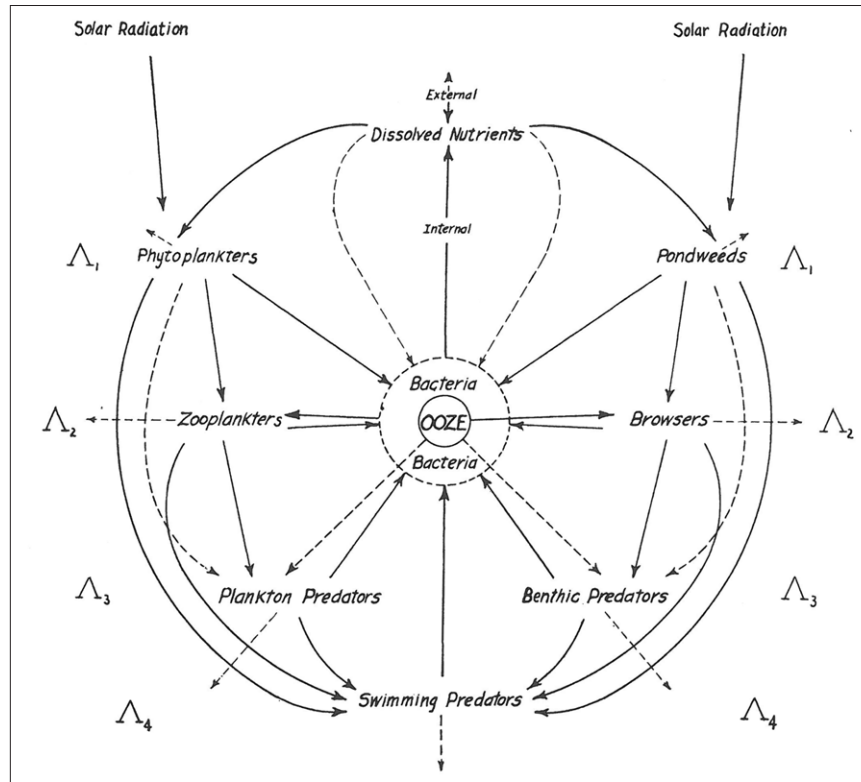 Solar Radiation
Solar Radiation
External
Dissolved Nutrients
Internal
Λ₁
Phytoplankters
Pondweeds
Λ₁
Bacteria
Λ₂
Zooplankters
OOZE
Browsers
Λ₂
Bacteria
Λ₃
Plankton Predators
Benthic Predators
Λ₃
Λ₄
Swimming Predators
Λ₄